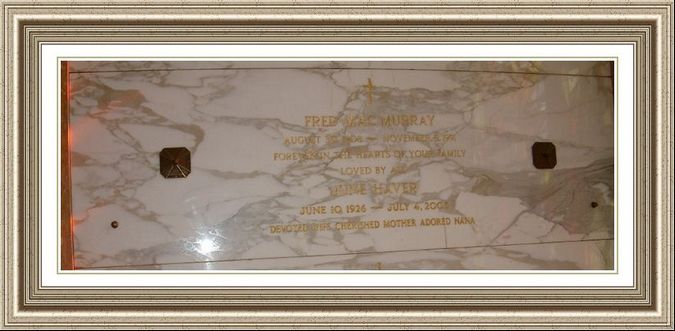 FRED MAC MURRAY
AUGUST 30, 1908 — NOVEMBER 5, 1991
FOREVER IN THE HEARTS OF YOUR FAMILY
LOVED BY ALL
JUNE HAVER
JUNE 10, 1926 — JULY 4, 2005
DEVOTED WIFE CHERISHED MOTHER ADORED NANA